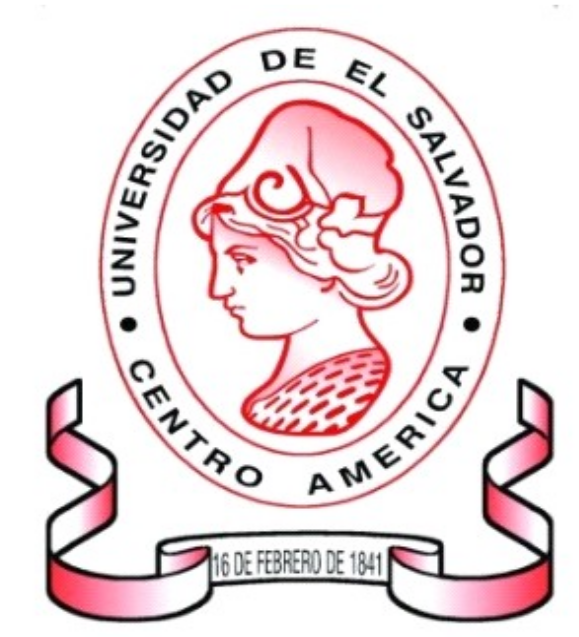 UNIVERSIDAD DE EL SALVADOR
CENTRO AMERICA
16 DE FEBRERO DE 1841